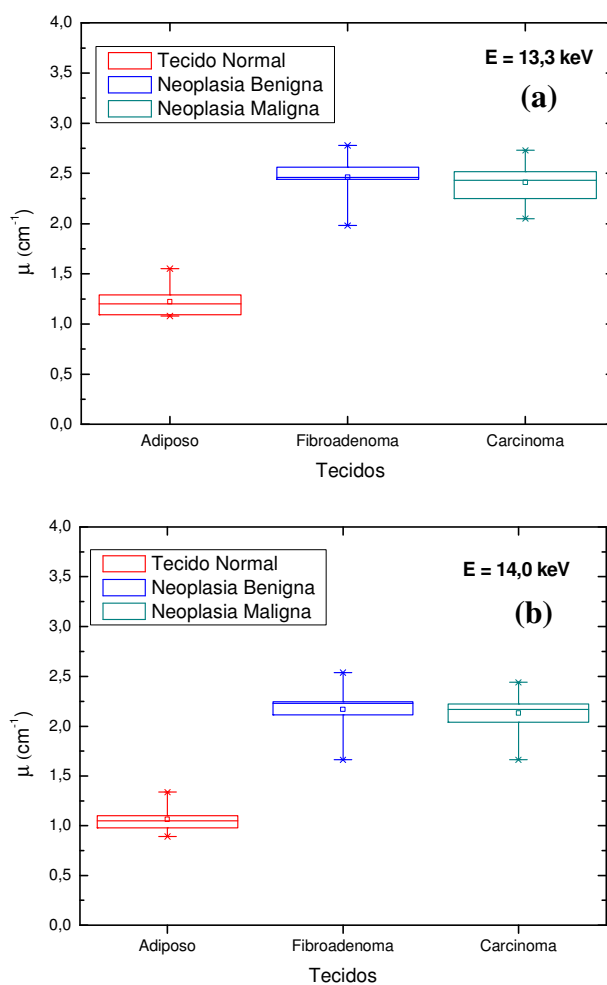 4,0
3,5
3,0
2,5
2,0
1,5
1,0
0,5
0,0
μ (cm⁻¹)
Tecido Normal
Neoplasia Benigna
Neoplasia Maligna
E = 13,3 keV
(a)
Adiposo Fibroadenoma Carcinoma
Tecidos
4,0
3,5
3,0
2,5
2,0
1,5
1,0
0,5
0,0
μ (cm⁻¹)
Tecido Normal
Neoplasia Benigna
Neoplasia Maligna
E = 14,0 keV
(b)
Adiposo Fibroadenoma Carcinoma
Tecidos